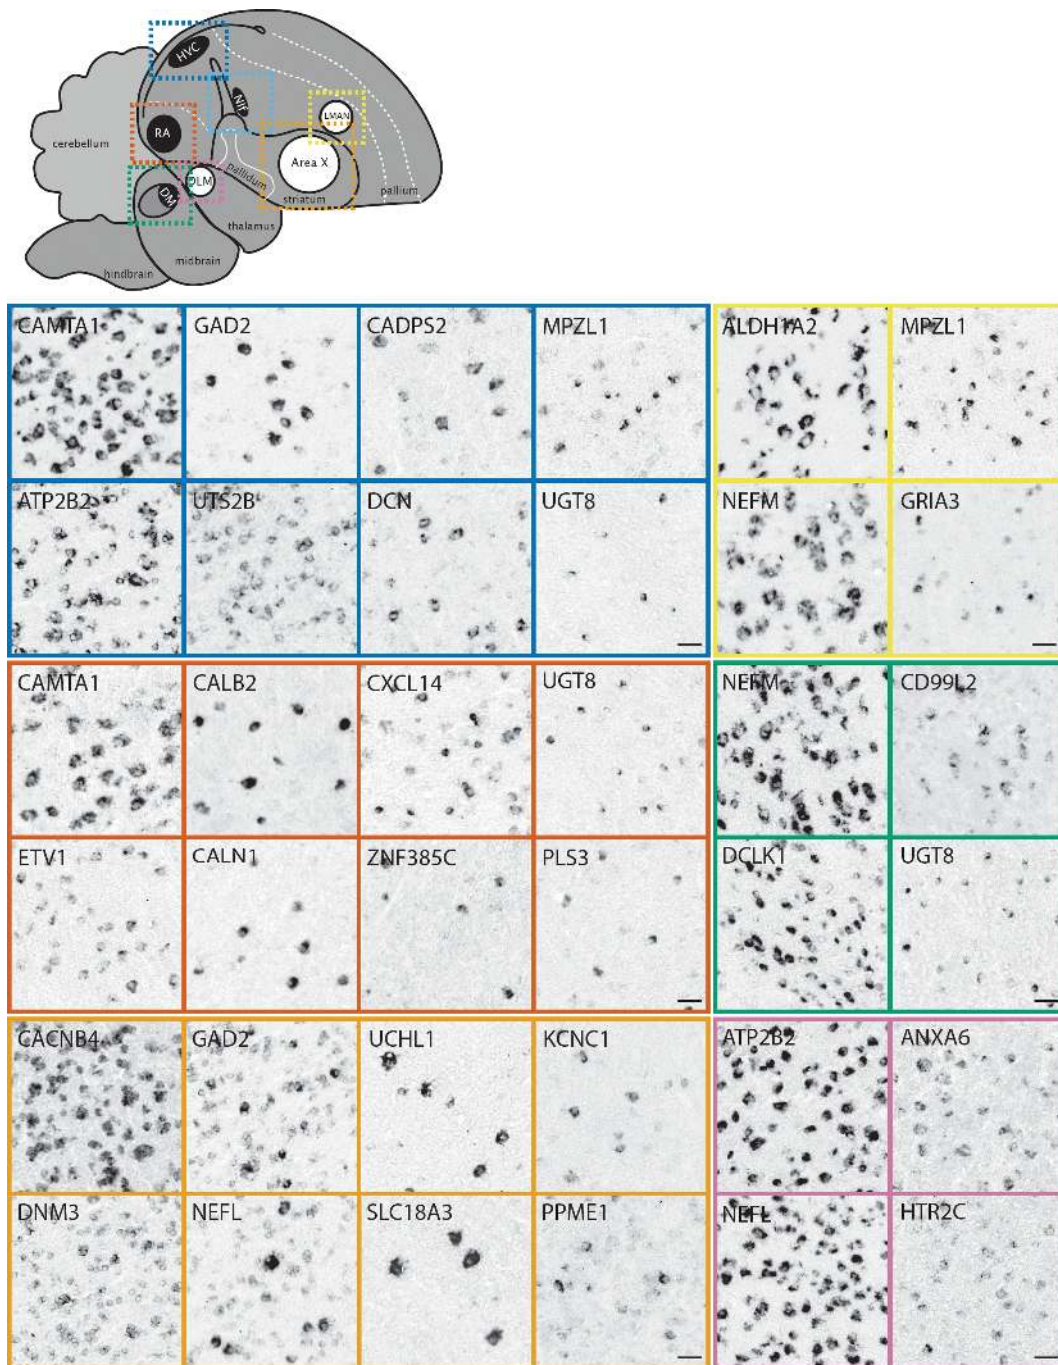 HVC
NIf
LMAN
cerebellum
RA
Area X
pallidum
DLM
DM
striatum
pallium
thalamus
midbrain
hindbrain
CAMTA1 GAD2 CADPS2 MPZL1 ALDH1A2 MPZL1
ATP2B2 UTS2B DCN UGT8 NEFM GRIA3
CAMTA1 CALB2 CXCL14 UGT8 NEFM CD99L2
ETV1 CALN1 ZNF385C PLS3 DCLK1 UGT8
CACNB4 GAD2 UCHL1 KCNC1 ATP2B2 ANXA6
DNM3 NEFL SLC18A3 PPME1 NEFL HTR2C